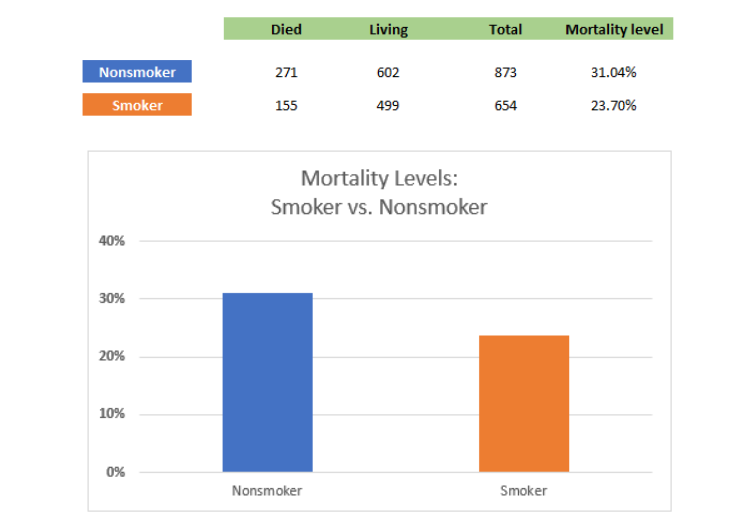 Died Living Total Mortality level
Nonsmoker 271 602 873 31.04%
Smoker 155 499 654 23.70%
Mortality Levels:
Smoker vs. Nonsmoker
40%
30%
20%
10%
0%
Nonsmoker Smoker